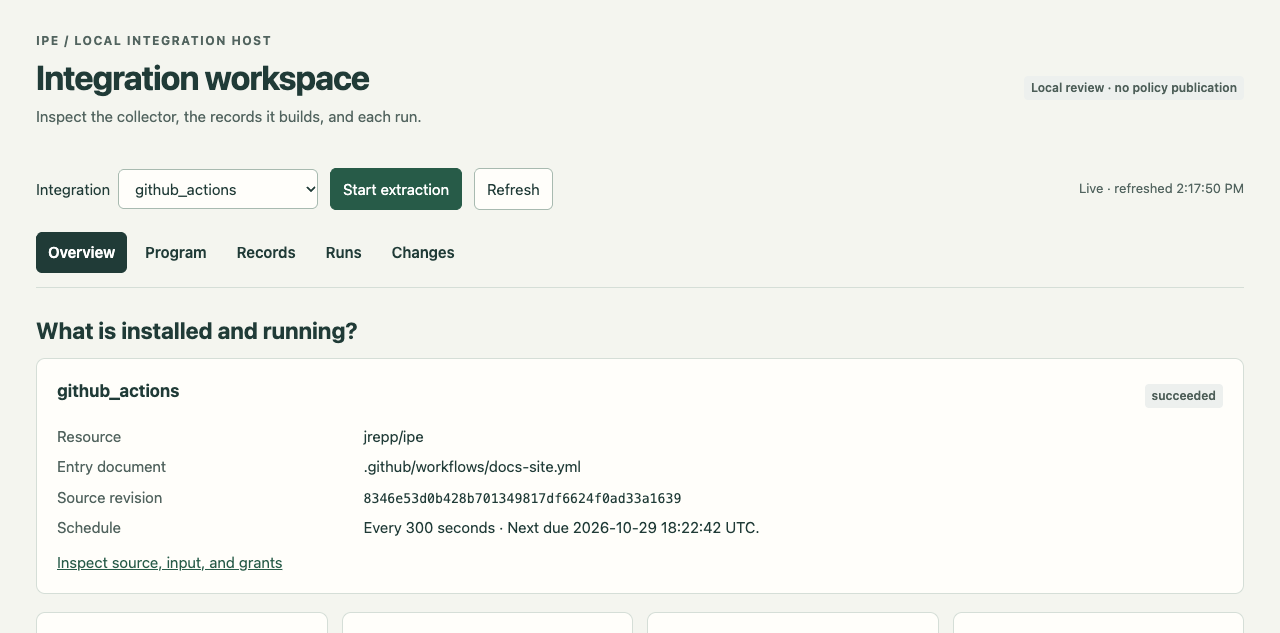 IPE / LOCAL INTEGRATION HOST
Integration workspace
Local review · no policy publication
Inspect the collector, the records it builds, and each run.
Integration github_actions Start extraction Refresh Live · refreshed 2:17:50 PM
Overview Program Records Runs Changes
What is installed and running?
github_actions succeeded
Resource jrepp/ipe
Entry document .github/workflows/docs-site.yml
Source revision 8346e53d0b428b701349817df6624f0ad33a1639
Schedule Every 300 seconds · Next due 2026-10-29 18:22:42 UTC.
Inspect source, input, and grants